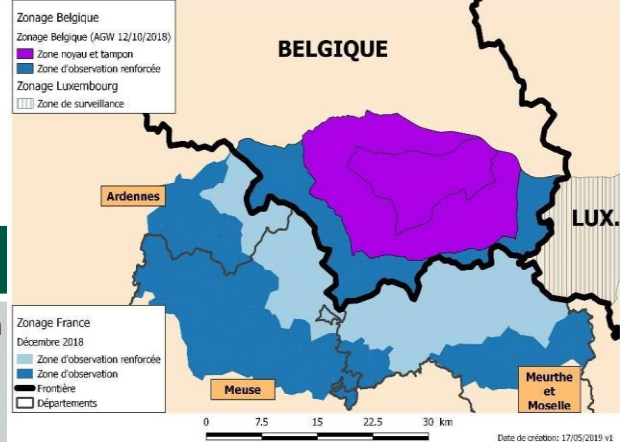 Zonage Belgique
Zonage Belgique (AGW 12/10/2018)
Zone noyau et tampon
Zone d'observation renforcée
Zonage Luxembourg
Zone de surveillance
BELGIQUE
Ardennes
LUX.
Zonage France
Décembre 2018
Zone d'observation renforcée
Zone d'observation
Frontière
Départements
Meuse
Meurthe
et
Moselle
0 7.5 15 22.5 30 km
Date de création: 17/05/2019 v1